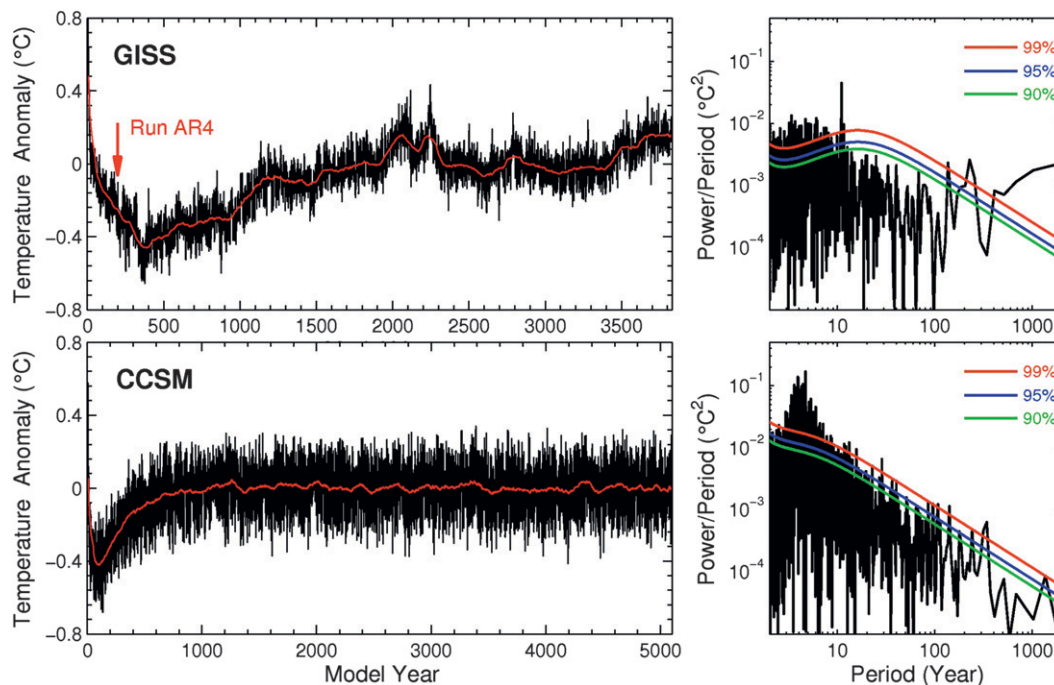 GISS
Run AR4
Temperature Anomaly (°C)
0.8
0.4
0
−0.4
−0.8
0 500 1000 1500 2000 2500 3000 3500
99%
95%
90%
Power/Period (°C²)
10⁻¹
10⁻²
10⁻³
10⁻⁴
10 100 1000
CCSM
Temperature Anomaly (°C)
0.8
0.4
0
−0.4
−0.8
0 1000 2000 3000 4000 5000
Model Year
99%
95%
90%
Power/Period (°C²)
10⁻¹
10⁻²
10⁻³
10⁻⁴
10 100 1000
Period (Year)